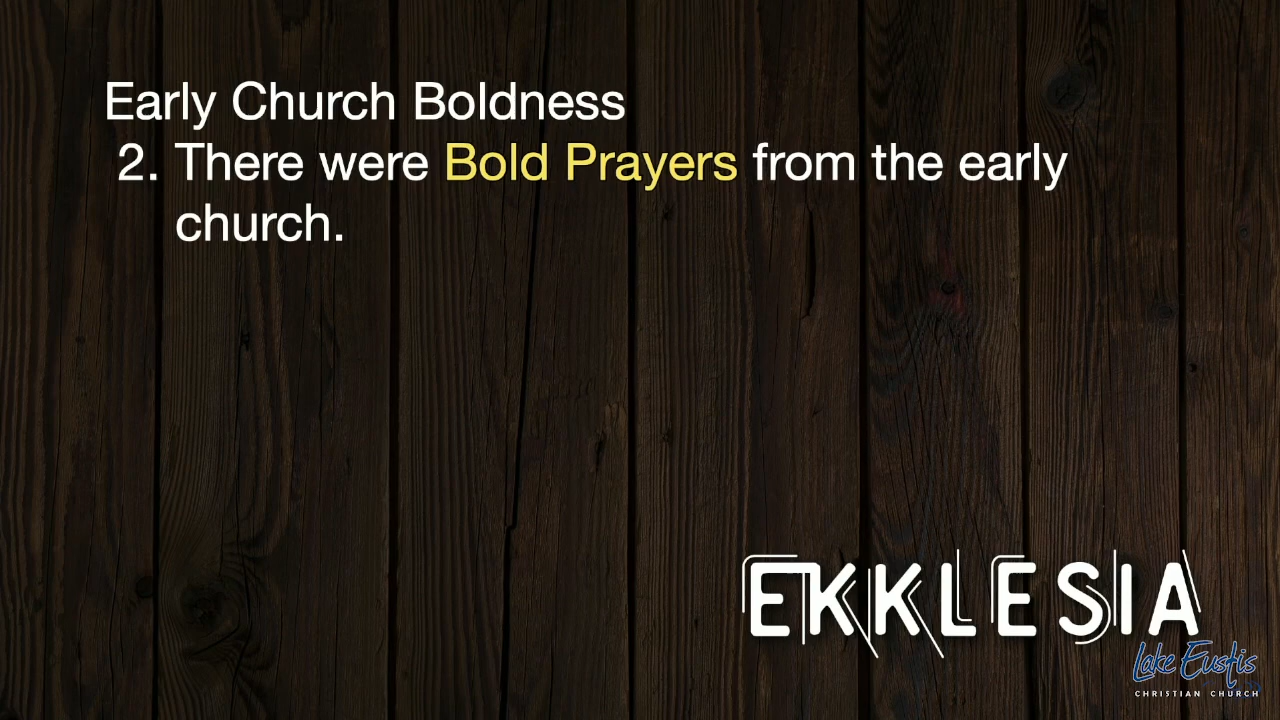 Early Church Boldness
2. There were Bold Prayers from the early
church.
EKKLESIA
Lake Eustis
CHRISTIAN CHURCH